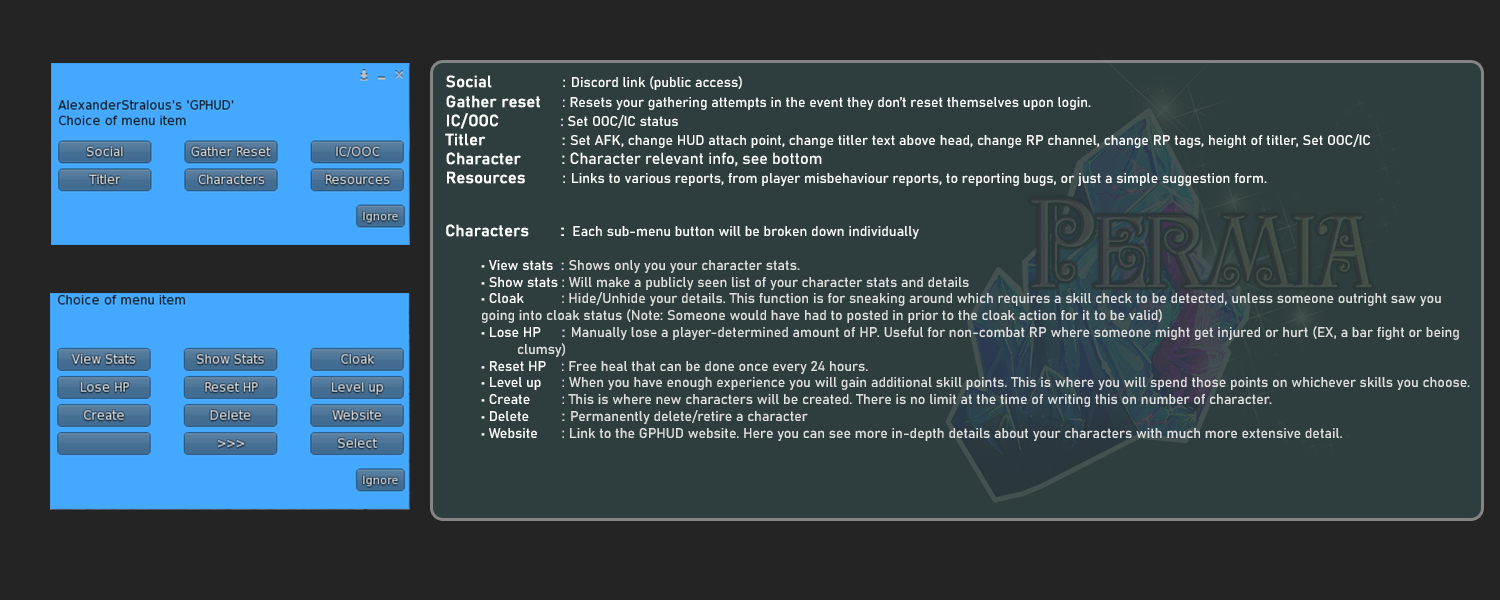 AlexanderStralous's 'GPHUD'
Choice of menu item
Social Gather Reset IC/OOC
Titler Characters Resources
Ignore
Choice of menu item
View Stats Show Stats Cloak
Lose HP Reset HP Level up
Create Delete Website
>>> Select
Ignore
Social : Discord link (public access)
Gather reset : Resets your gathering attempts in the event they don't reset themselves upon login.
IC/OOC : Set OOC/IC status
Titler : Set AFK, change HUD attach point, change titler text above head, change RP channel, change RP tags, height of titler, Set OOC/IC
Character : Character relevant info, see bottom
Resources : Links to various reports, from player misbehaviour reports, to reporting bugs, or just a simple suggestion form.
PERMIA
Characters : Each sub-menu button will be broken down individually
• View stats : Shows only you your character stats.
• Show stats : Will make a publicly seen list of your character stats and details
• Cloak : Hide/Unhide your details. This function is for sneaking around which requires a skill check to be detected, unless someone outright saw you
going into cloak status (Note: Someone would have had to posted in prior to the cloak action for it to be valid)
• Lose HP : Manually lose a player-determined amount of HP. Useful for non-combat RP where someone might get injured or hurt (EX, a bar fight or being
clumsy)
• Reset HP : Free heal that can be done once every 24 hours.
• Level up : When you have enough experience you will gain additional skill points. This is where you will spend those points on whichever skills you choose.
• Create : This is where new characters will be created. There is no limit at the time of writing this on number of character.
• Delete : Permanently delete/retire a character
• Website : Link to the GPHUD website. Here you can see more in-depth details about your characters with much more extensive detail.